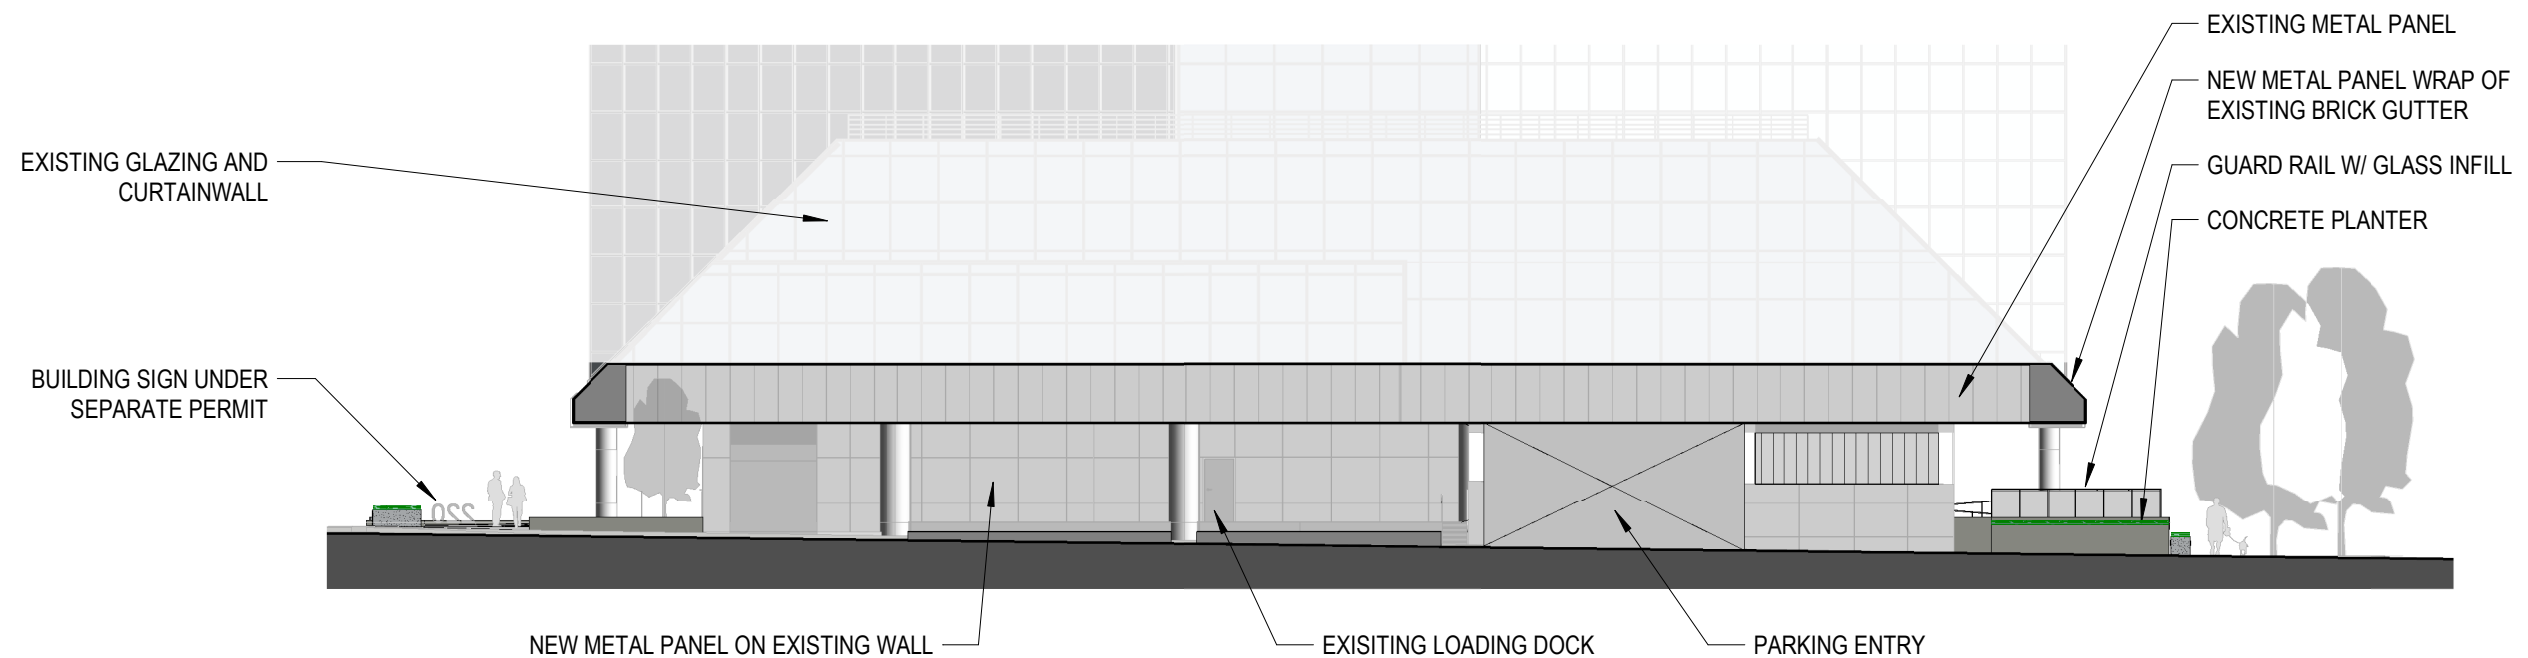 EXISTING METAL PANEL
NEW METAL PANEL WRAP OF
EXISTING BRICK GUTTER
GUARD RAIL W/ GLASS INFILL
CONCRETE PLANTER
EXISTING GLAZING AND
CURTAINWALL
BUILDING SIGN UNDER
SEPARATE PERMIT
220
NEW METAL PANEL ON EXISTING WALL
EXISITING LOADING DOCK
PARKING ENTRY